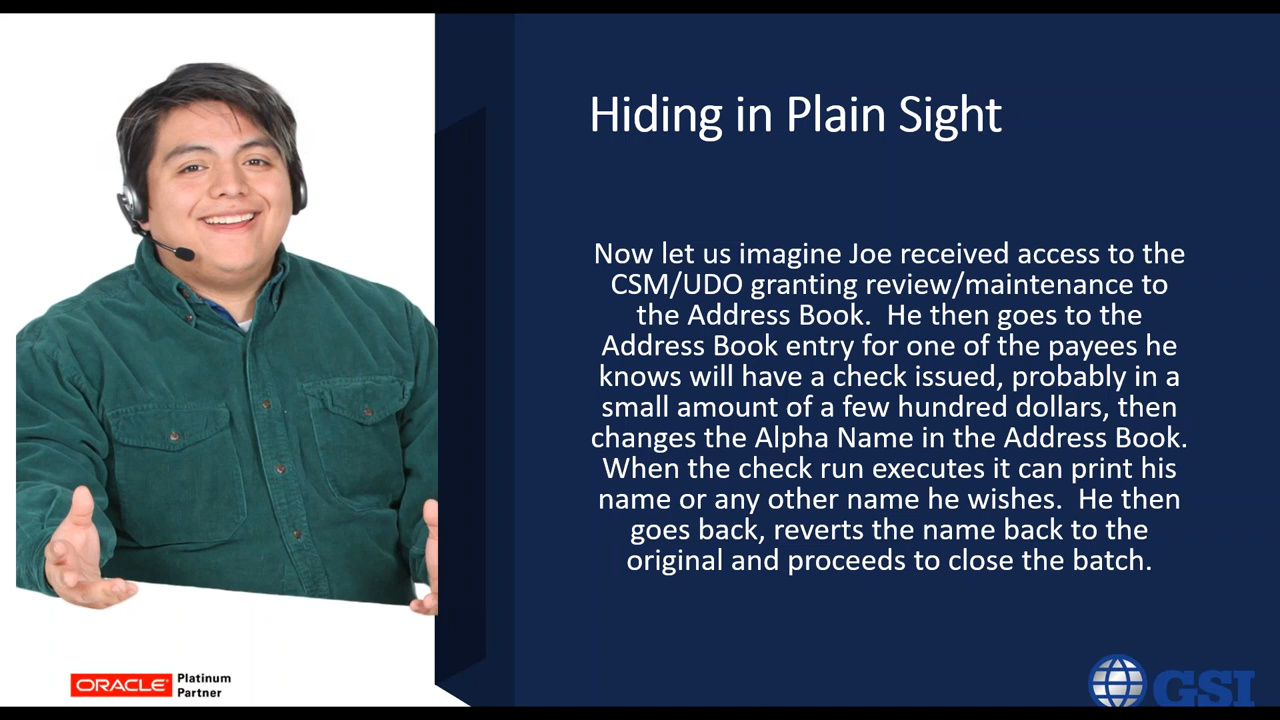 Hiding in Plain Sight
Now let us imagine Joe received access to the
CSM/UDO granting review/maintenance to
the Address Book.  He then goes to the
Address Book entry for one of the payees he
knows will have a check issued, probably in a
small amount of a few hundred dollars, then
changes the Alpha Name in the Address Book.
When the check run executes it can print his
name or any other name he wishes.  He then
goes back, reverts the name back to the
original and proceeds to close the batch.
ORACLE Platinum
Partner
GSI